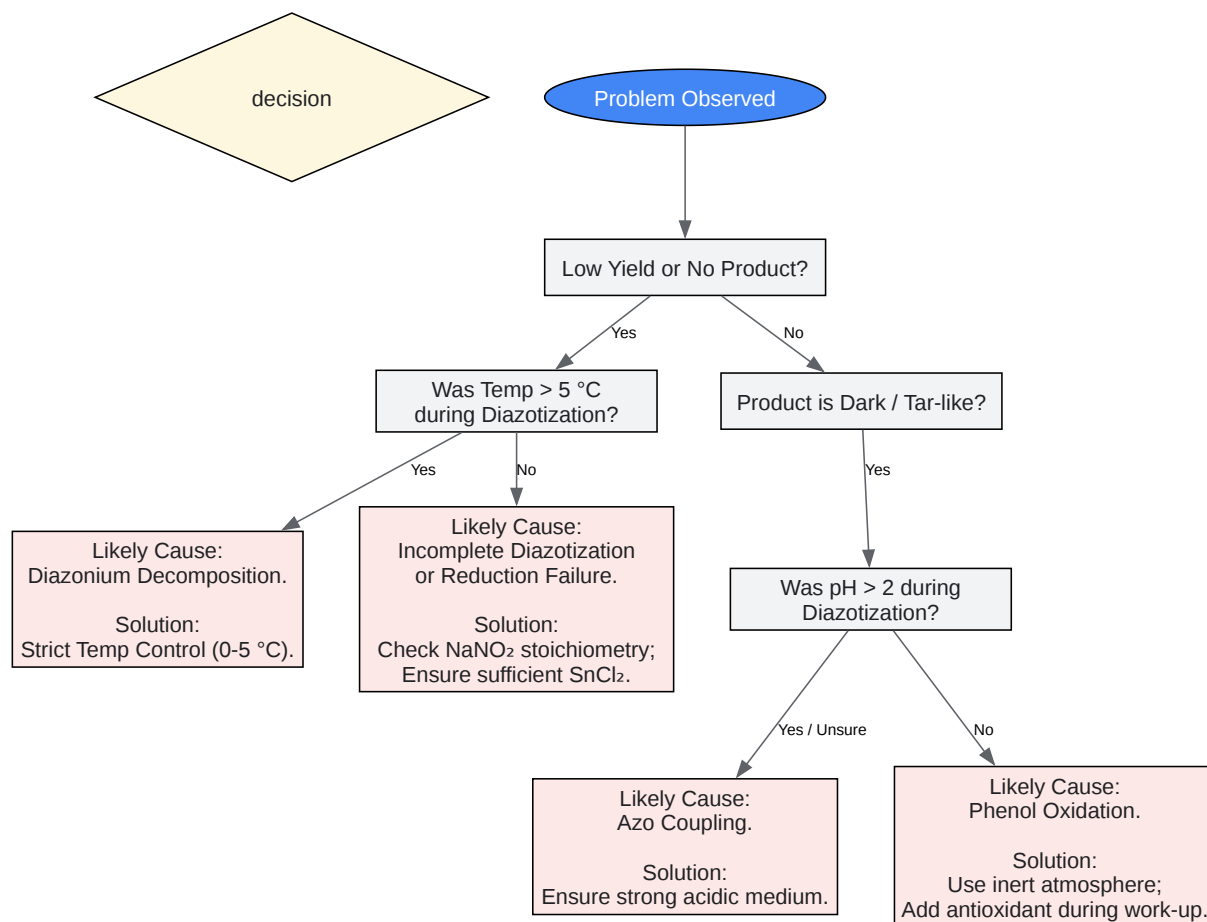 decision
Problem Observed
Low Yield or No Product?
Yes
No
Was Temp > 5 °C
during Diazotization?
Product is Dark / Tar-like?
Yes
No
Yes
Likely Cause:
Diazonium Decomposition.
Solution:
Strict Temp Control (0-5 °C).
Likely Cause:
Incomplete Diazotization
or Reduction Failure.
Solution:
Check NaNO₂ stoichiometry;
Ensure sufficient SnCl₂.
Was pH > 2 during
Diazotization?
Yes / Unsure
No
Likely Cause:
Azo Coupling.
Solution:
Ensure strong acidic medium.
Likely Cause:
Phenol Oxidation.
Solution:
Use inert atmosphere;
Add antioxidant during work-up.